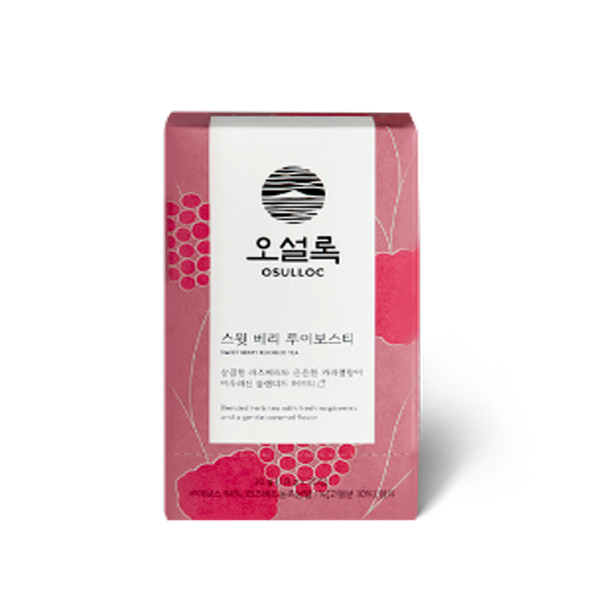 오설록
OSULLOC
스윗 베리 루이보스티
SWEET BERRY ROOIBOS TEA
상큼한 라즈베리와 은은한 카라멜향이
어우러진 블렌디드 허브티
Blended herb tea with fresh raspberries
and a gentle caramel flavor